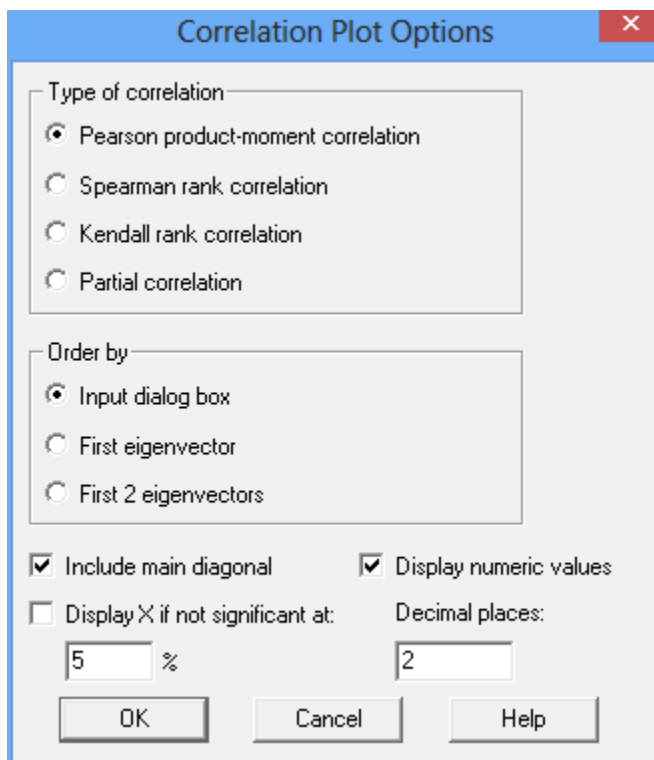 Correlation Plot Options
Type of correlation
Pearson product-moment correlation
Spearman rank correlation
Kendall rank correlation
Partial correlation
Order by
Input dialog box
First eigenvector
First 2 eigenvectors
Include main diagonal Display numeric values
Display X if not significant at: Decimal places:
5 % 2
OK Cancel Help